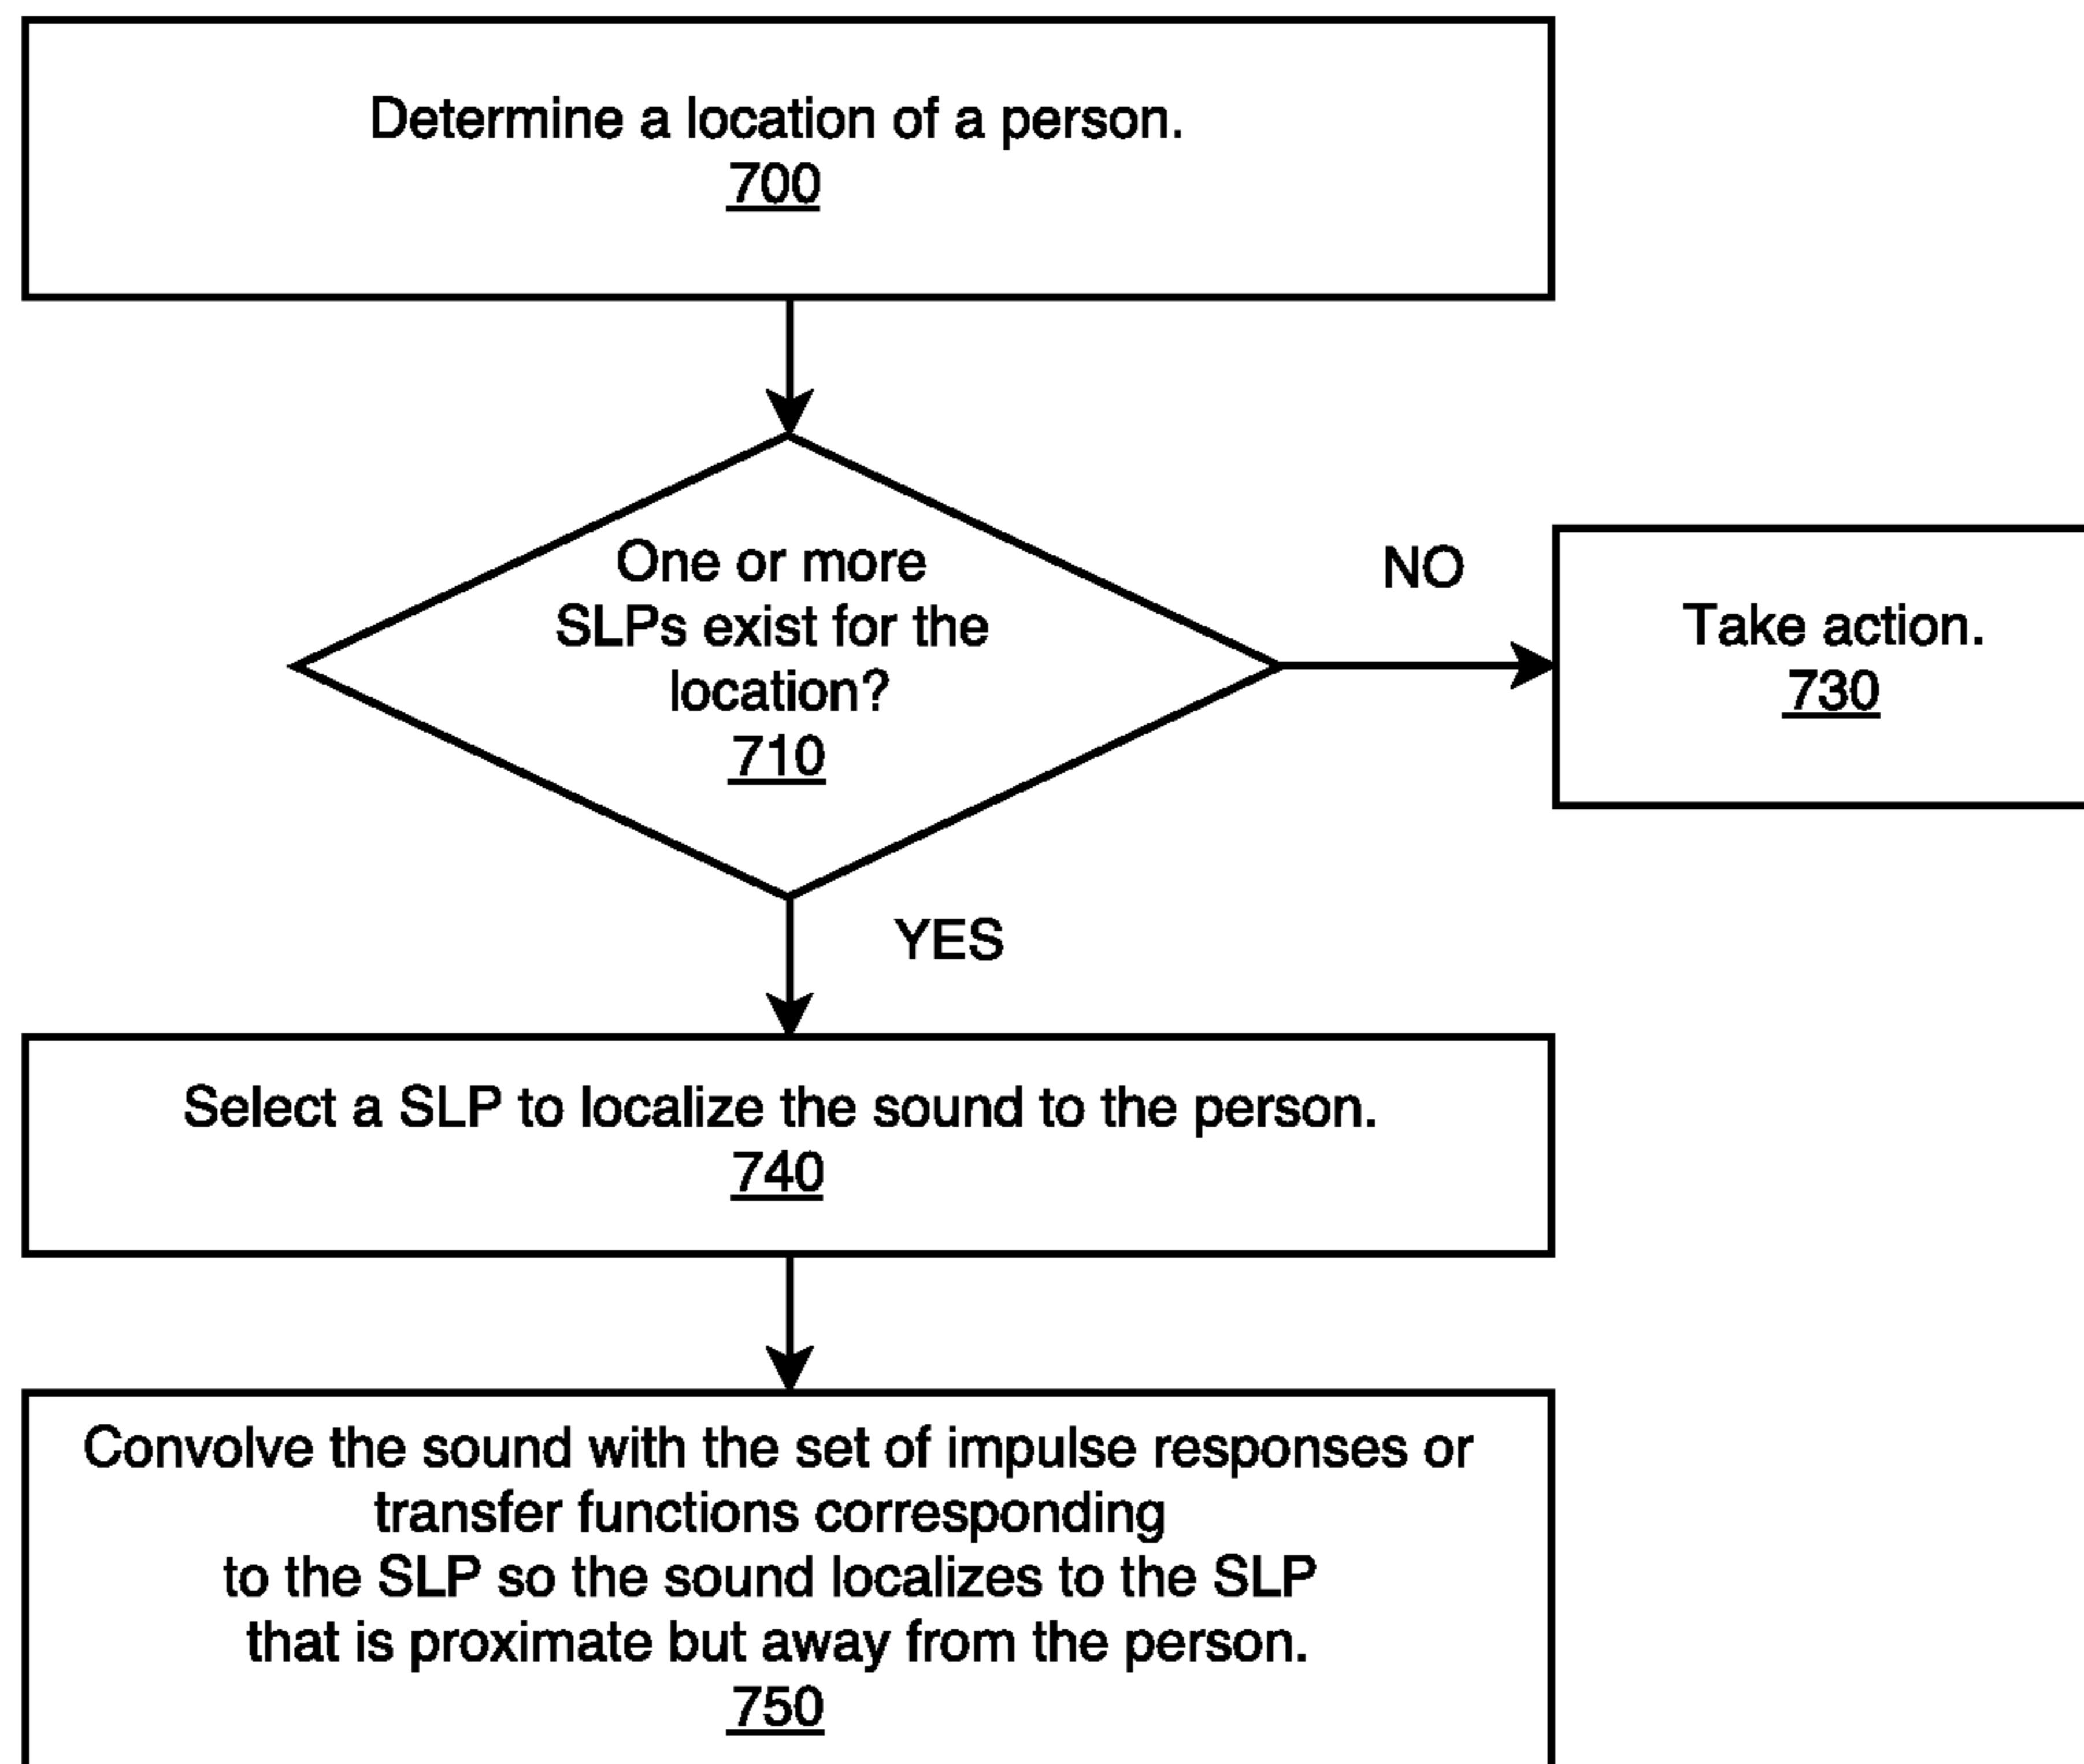 Determine a location of a person.
700
One or more
SLPs exist for the
location?
710
NO
Take action.
730
YES
Select a SLP to localize the sound to the person.
740
Convolve the sound with the set of impulse responses or
transfer functions corresponding
to the SLP so the sound localizes to the SLP
that is proximate but away from the person.
750